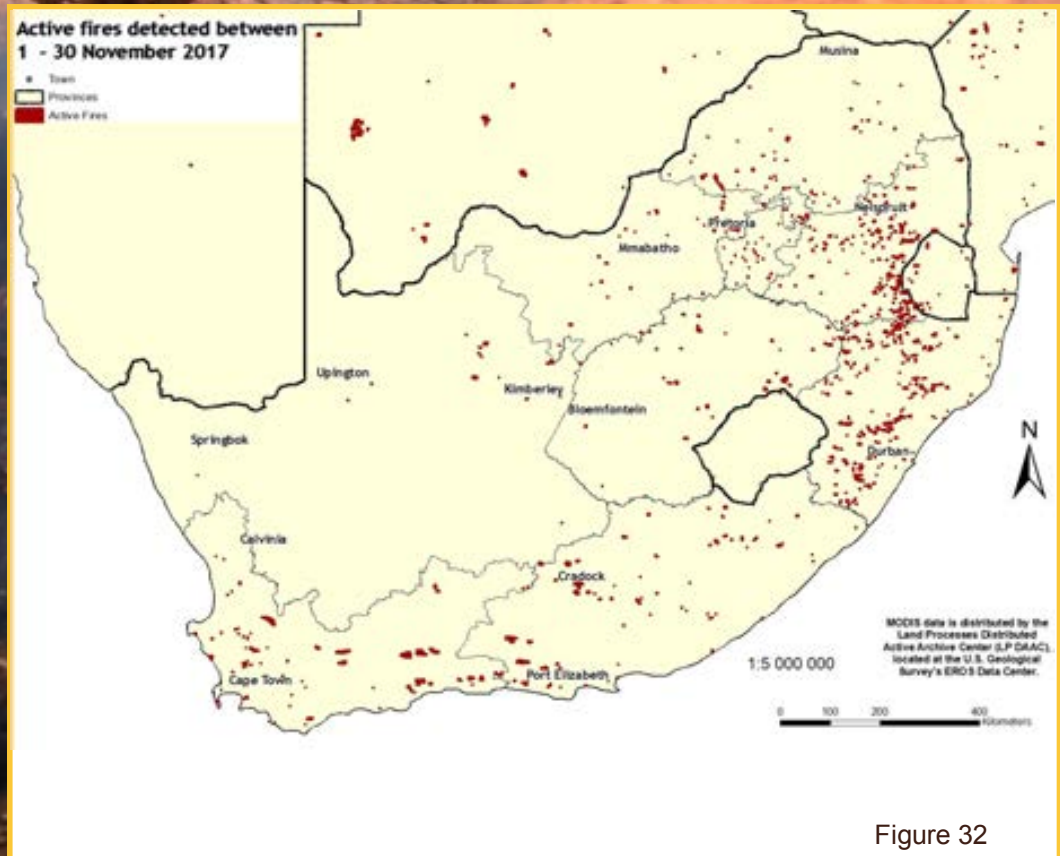 Active fires detected between
1 - 30 November 2017
Town
Provinces
Active Fires
Musina
Nelspruit
Pretoria
Mmabatho
Upington
Kimberley
Bloemfontein
Springbok
Durban
N
Calvinia
Cradock
MODIS data is distributed by the
Land Processes Distributed
Active Archive Center (LP DAAC),
located at the U.S. Geological
Survey's EROS Data Center.
1:5 000 000
Cape Town
Port Elizabeth
0 100 200 400
Kilometers
Figure 32